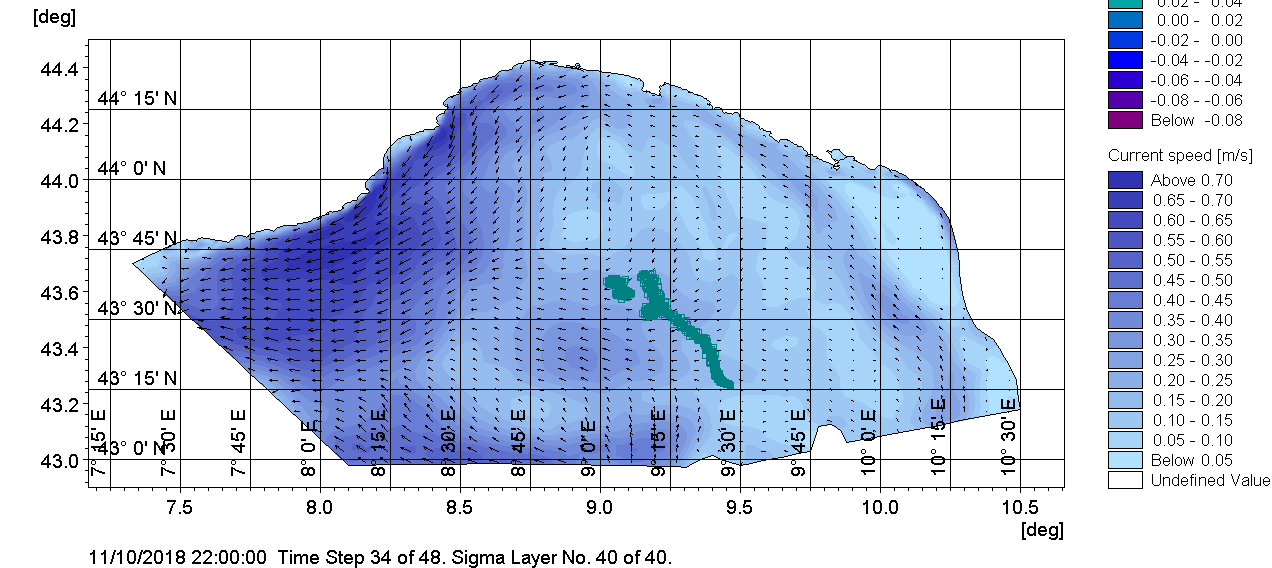 [deg]
44.4
44.2
44.0
43.8
43.6
43.4
43.2
43.0
44° 15' N
44° 0' N
43° 45' N
43° 30' N
43° 15' N
43° 0' N
7° 15' E
7° 30' E
7° 45' E
8° 0' E
8° 15' E
8° 30' E
8° 45' E
9° 0' E
9° 15' E
9° 30' E
9° 45' E
10° 0' E
10° 15' E
10° 30' E
7.5 8.0 8.5 9.0 9.5 10.0 10.5
[deg]
11/10/2018 22:00:00 Time Step 34 of 48. Sigma Layer No. 40 of 40.
0.02 - 0.04
0.00 - 0.02
-0.02 - 0.00
-0.04 - -0.02
-0.06 - -0.04
-0.08 - -0.06
Below -0.08
Current speed [m/s]
Above 0.70
0.65 - 0.70
0.60 - 0.65
0.55 - 0.60
0.50 - 0.55
0.45 - 0.50
0.40 - 0.45
0.35 - 0.40
0.30 - 0.35
0.25 - 0.30
0.20 - 0.25
0.15 - 0.20
0.10 - 0.15
0.05 - 0.10
Below 0.05
Undefined Value